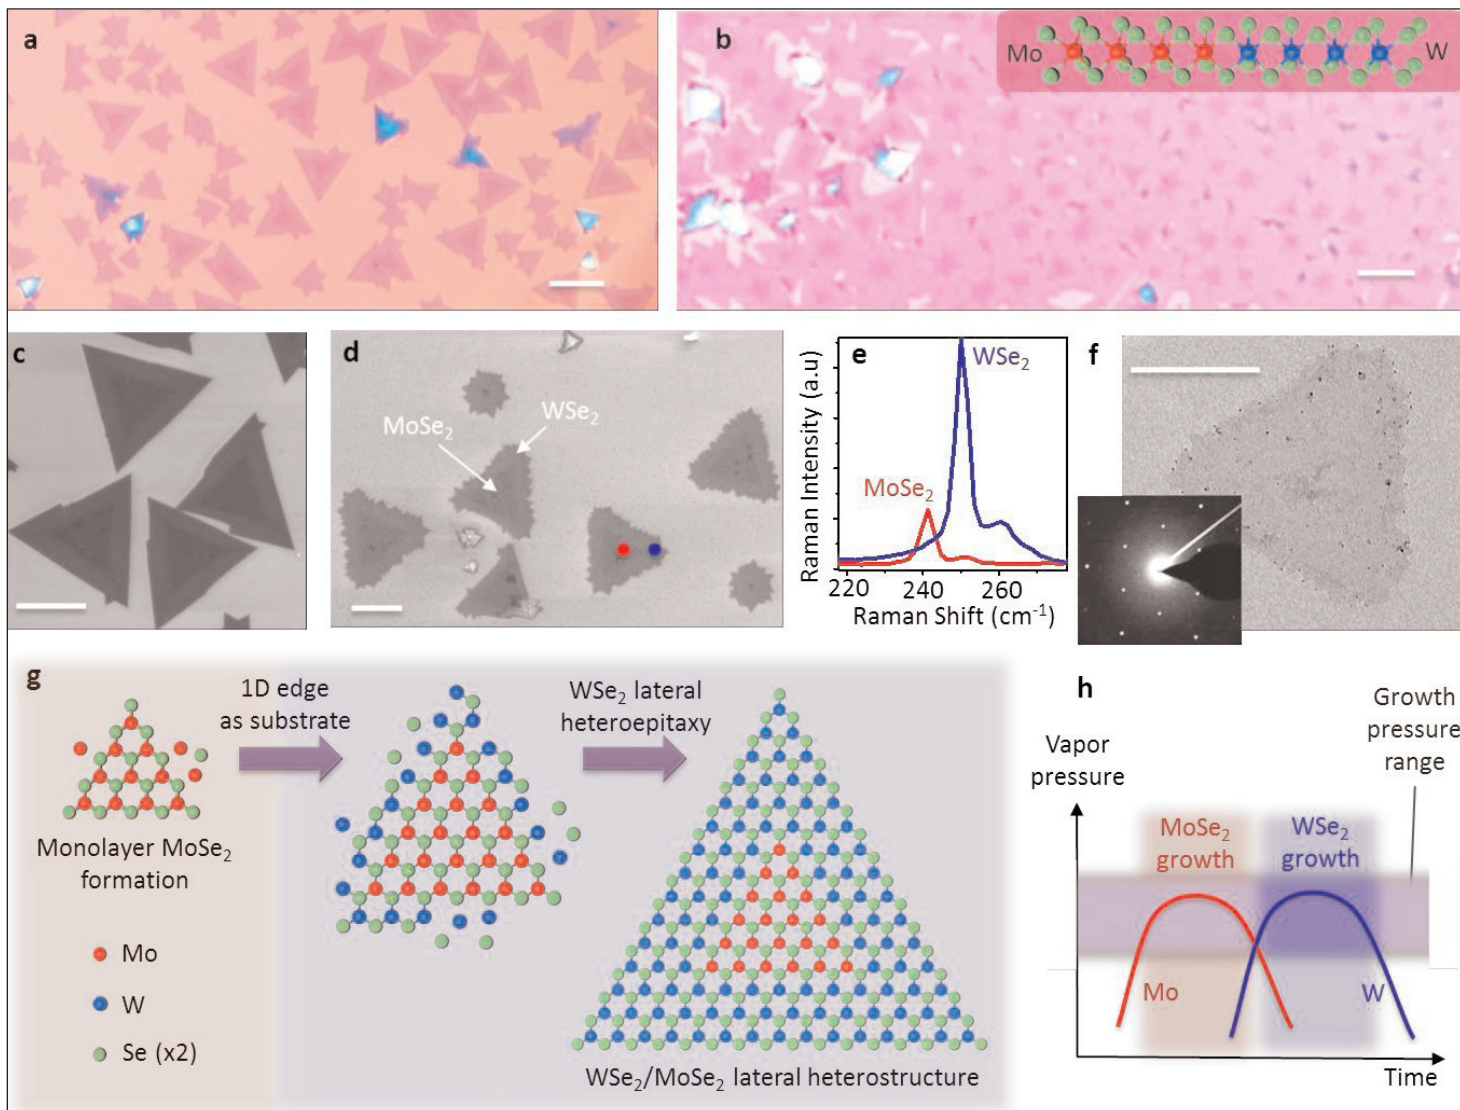 a
b
Mo
W
c
d
MoSe2
WSe2
e
WSe2
MoSe2
Raman Intensity (a.u)
220
240
260
Raman Shift (cm-1)
f
g
1D edge
as substrate
WSe2 lateral
heteroepitaxy
Monolayer MoSe2
formation
Mo
W
Se (x2)
WSe2/MoSe2 lateral heterostructure
h
Growth
pressure
range
Vapor
pressure
MoSe2
growth
WSe2
growth
Mo
W
Time